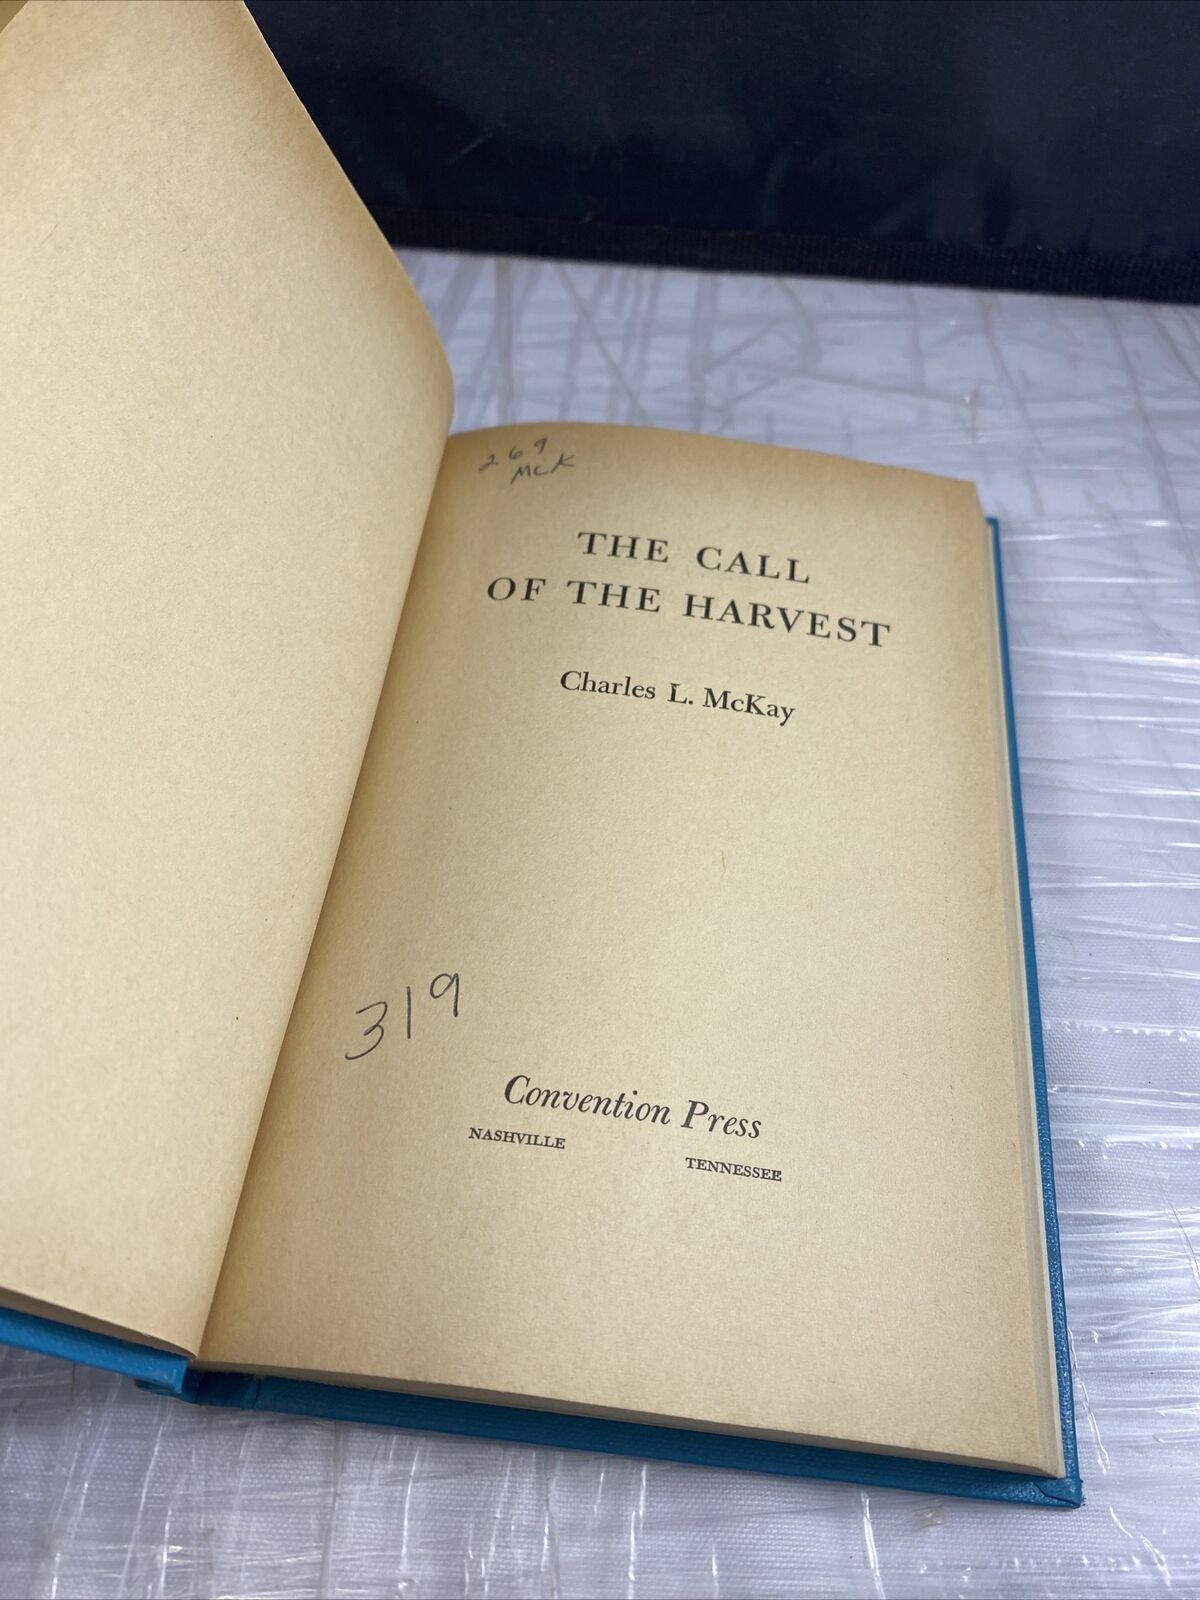 269
McK
THE CALL
OF THE HARVEST
Charles L. McKay
319
Convention Press
NASHVILLE
TENNESSEE